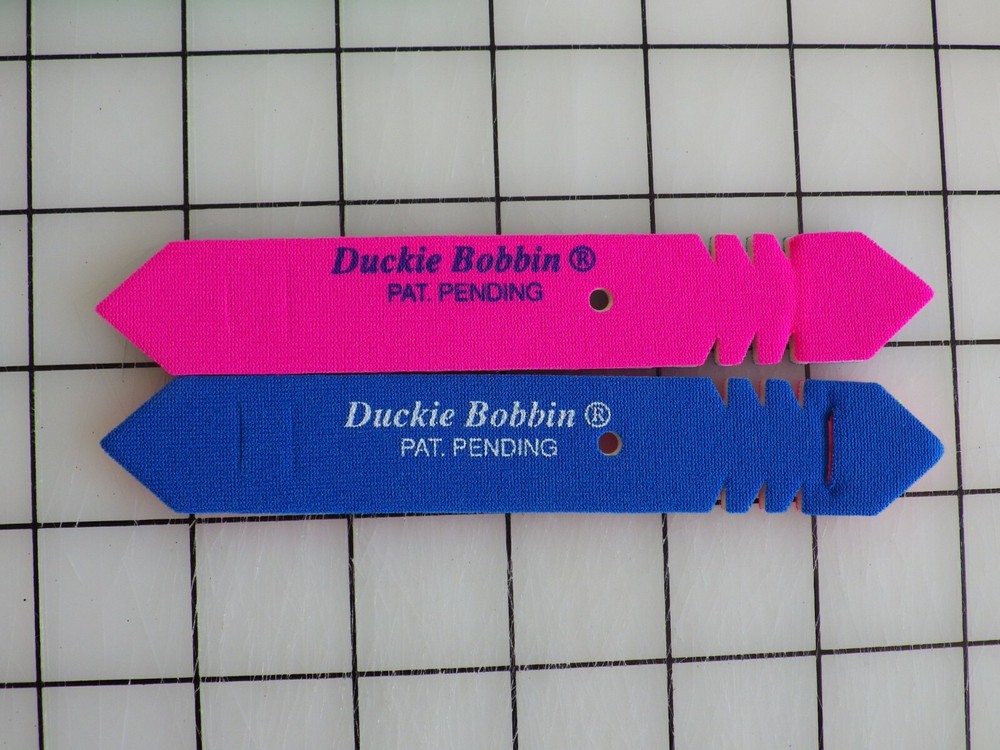 Duckie Bobbin ®
PAT. PENDING
Duckie Bobbin ®
PAT. PENDING